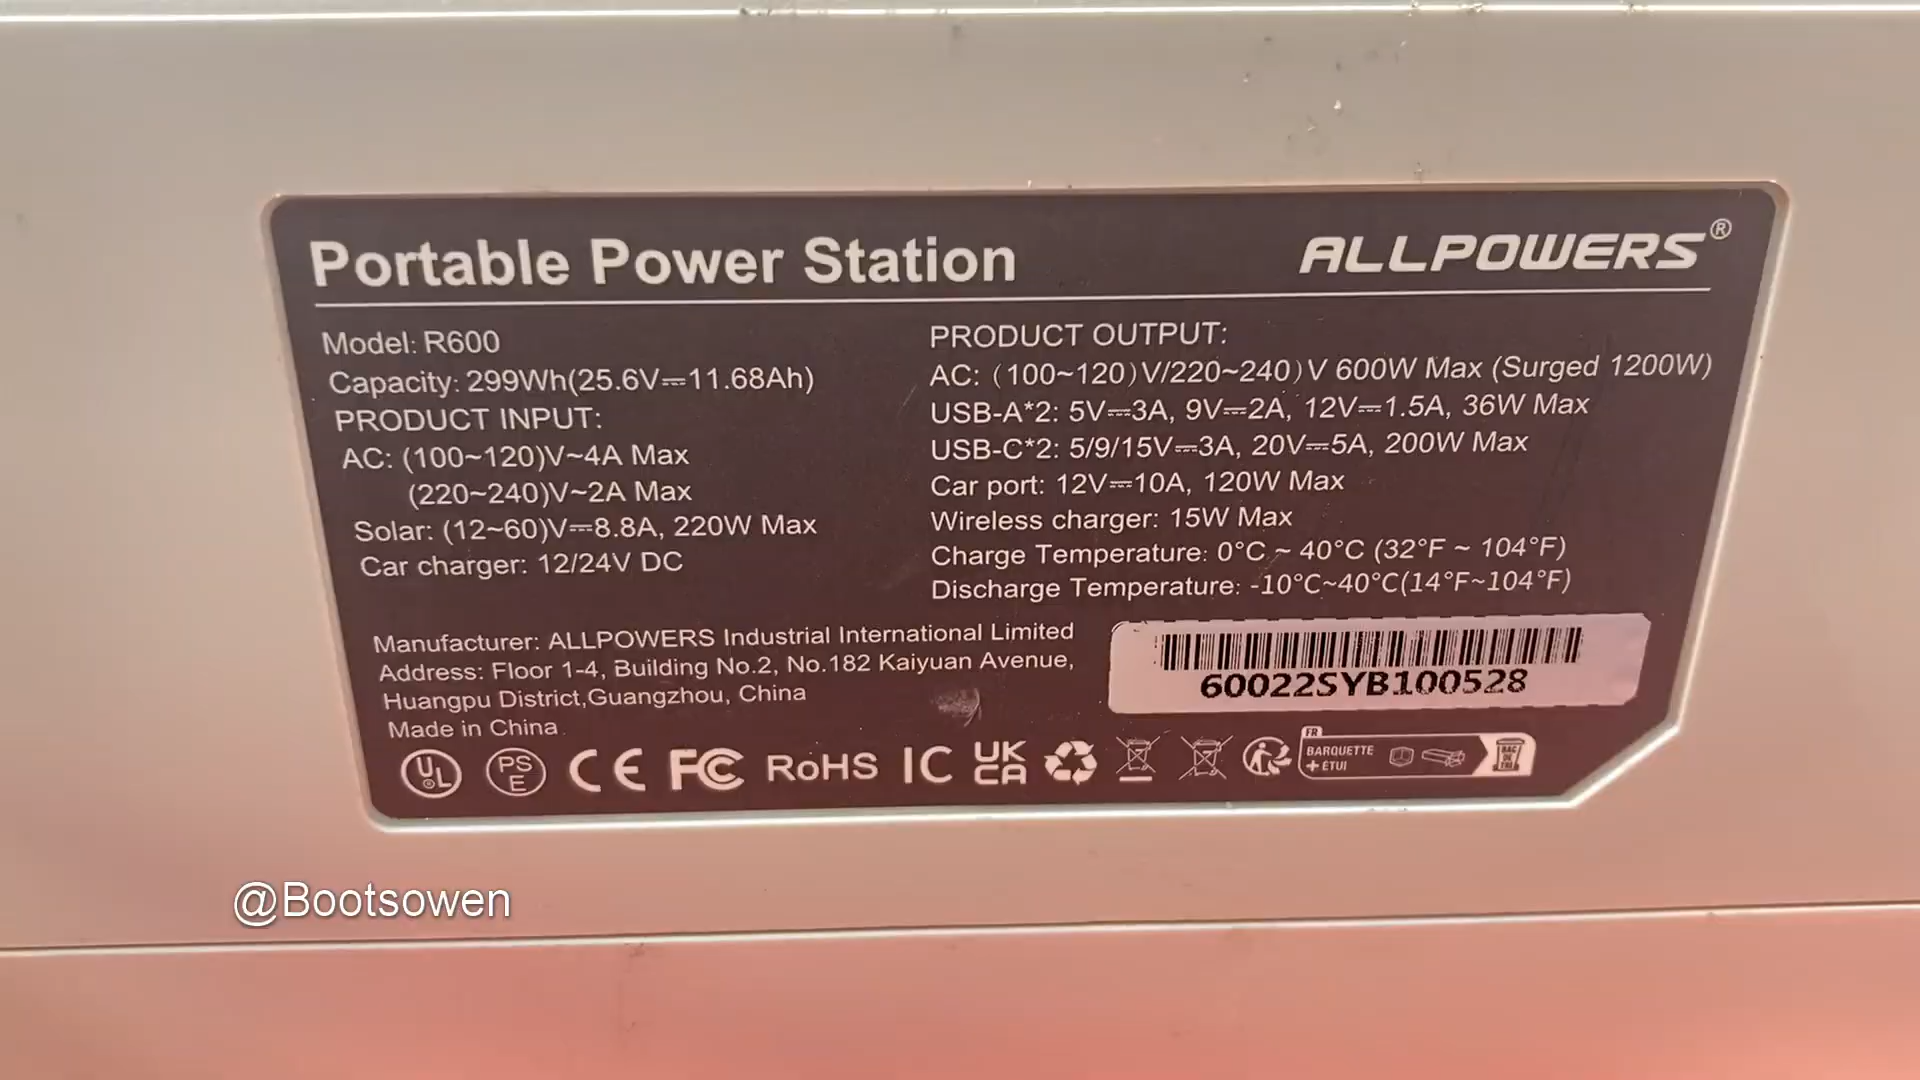 Portable Power Station
ALLPOWERS®
Model: R600
Capacity: 299Wh(25.6V⎓11.68Ah)
PRODUCT INPUT:
AC: (100~120)V~4A Max
(220~240)V~2A Max
Solar: (12~60)V⎓8.8A, 220W Max
Car charger: 12/24V DC
PRODUCT OUTPUT:
AC: (100~120)V/220~240)V 600W Max (Surged 1200W)
USB-A*2: 5V⎓3A, 9V⎓2A, 12V⎓1.5A, 36W Max
USB-C*2: 5/9/15V⎓3A, 20V⎓5A, 200W Max
Car port: 12V⎓10A, 120W Max
Wireless charger: 15W Max
Charge Temperature: 0°C ~ 40°C (32°F ~ 104°F)
Discharge Temperature: -10°C~40°C(14°F~104°F)
Manufacturer: ALLPOWERS Industrial International Limited
Address: Floor 1-4, Building No.2, No.182 Kaiyuan Avenue,
Huangpu District,Guangzhou, China
Made in China
60022SYB100528
UL PSE CE FC RoHS IC UKCA
FR
BARQUETTE
+ ÉTUI
BAC DE TRI
@Bootsowen